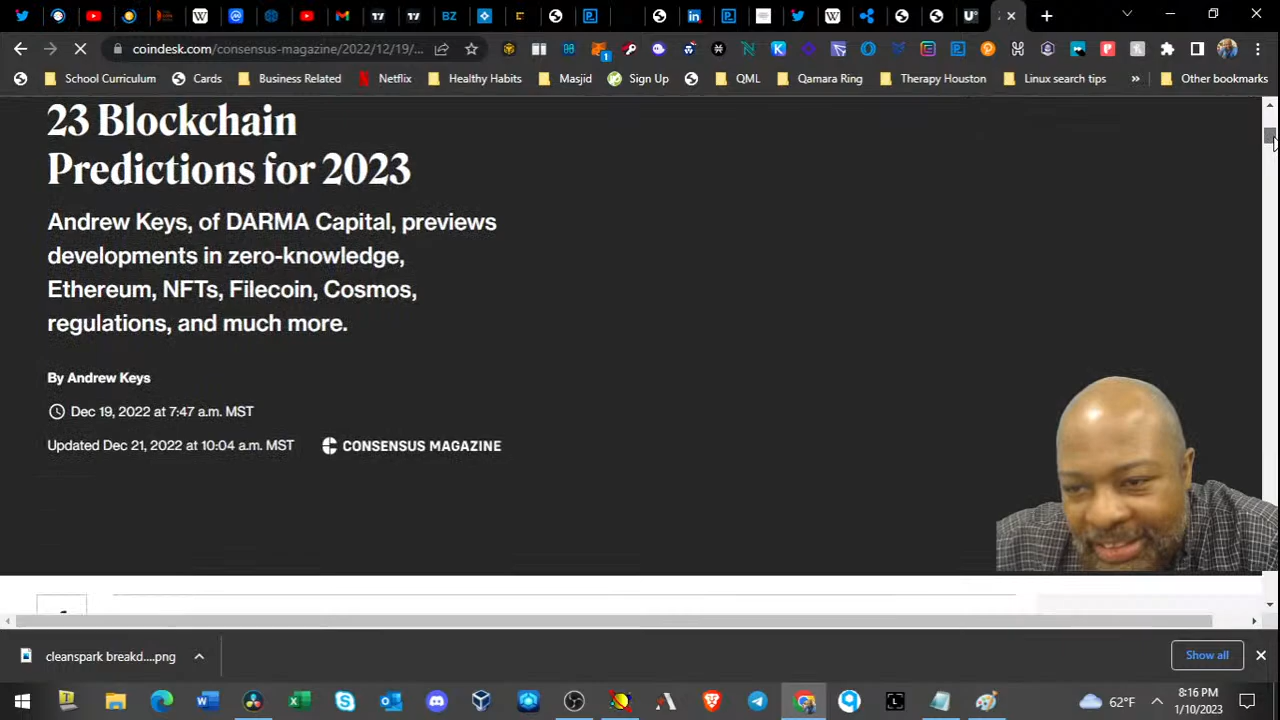 coindesk.com/consensus-magazine/2022/12/19/...
School Curriculum
Cards
Business Related
Netflix
Healthy Habits
Masjid
Sign Up
QML
Qamara Ring
Therapy Houston
Linux search tips
»
Other bookmarks
23 Blockchain
Predictions for 2023
Andrew Keys, of DARMA Capital, previews
developments in zero-knowledge,
Ethereum, NFTs, Filecoin, Cosmos,
regulations, and much more.
By Andrew Keys
Dec 19, 2022 at 7:47 a.m. MST
Updated Dec 21, 2022 at 10:04 a.m. MST
CONSENSUS MAGAZINE
cleanspark breakd....png
Show all
62°F
8:16 PM
1/10/2023